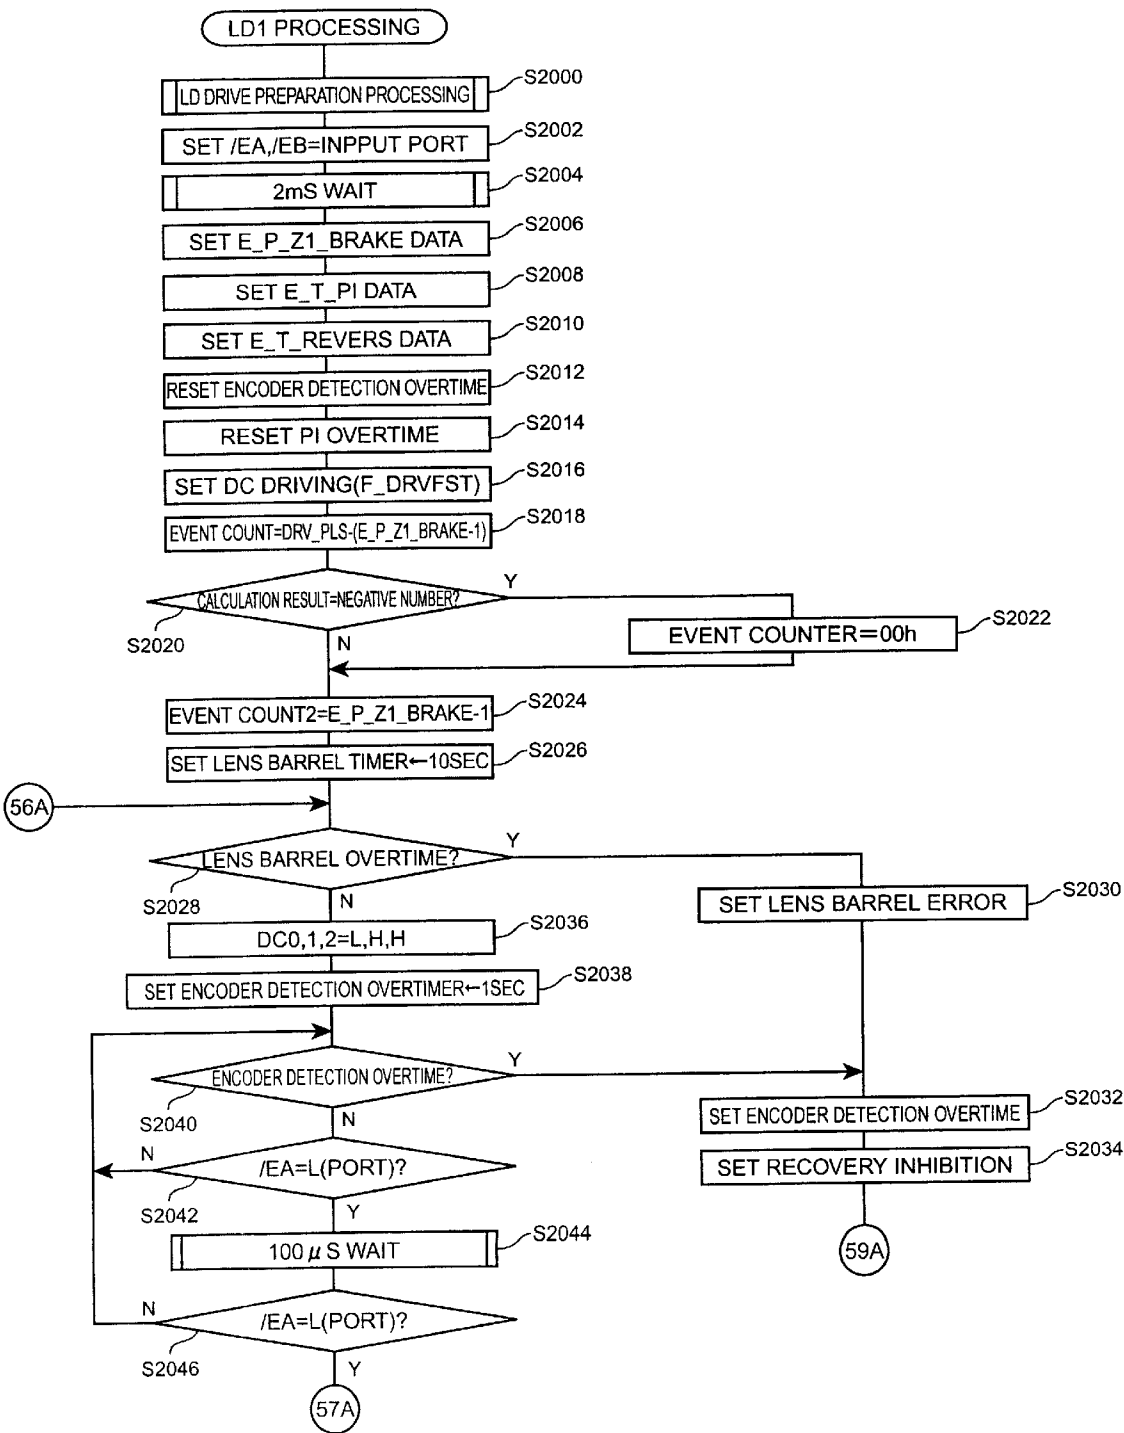 LD1 PROCESSING
LD DRIVE PREPARATION PROCESSING
S2000
SET /EA,/EB=INPPUT PORT
S2002
2mS WAIT
S2004
SET E_P_Z1_BRAKE DATA
S2006
SET E_T_PI DATA
S2008
SET E_T_REVERS DATA
S2010
RESET ENCODER DETECTION OVERTIME
S2012
RESET PI OVERTIME
S2014
SET DC DRIVING(F_DRVFST)
S2016
EVENT COUNT=DRV_PLS-(E_P_Z1_BRAKE-1)
S2018
CALCULATION RESULT=NEGATIVE NUMBER?
Y
S2020
N
EVENT COUNTER=00h
S2022
EVENT COUNT2=E_P_Z1_BRAKE-1
S2024
SET LENS BARREL TIMER←10SEC
S2026
56A
LENS BARREL OVERTIME?
Y
S2028
N
SET LENS BARREL ERROR
S2030
DC0,1,2=L,H,H
S2036
SET ENCODER DETECTION OVERTIMER←1SEC
S2038
ENCODER DETECTION OVERTIME?
Y
S2040
N
SET ENCODER DETECTION OVERTIME
S2032
/EA=L(PORT)?
N
S2042
Y
SET RECOVERY INHIBITION
S2034
100 μ S WAIT
S2044
59A
/EA=L(PORT)?
N
S2046
Y
57A